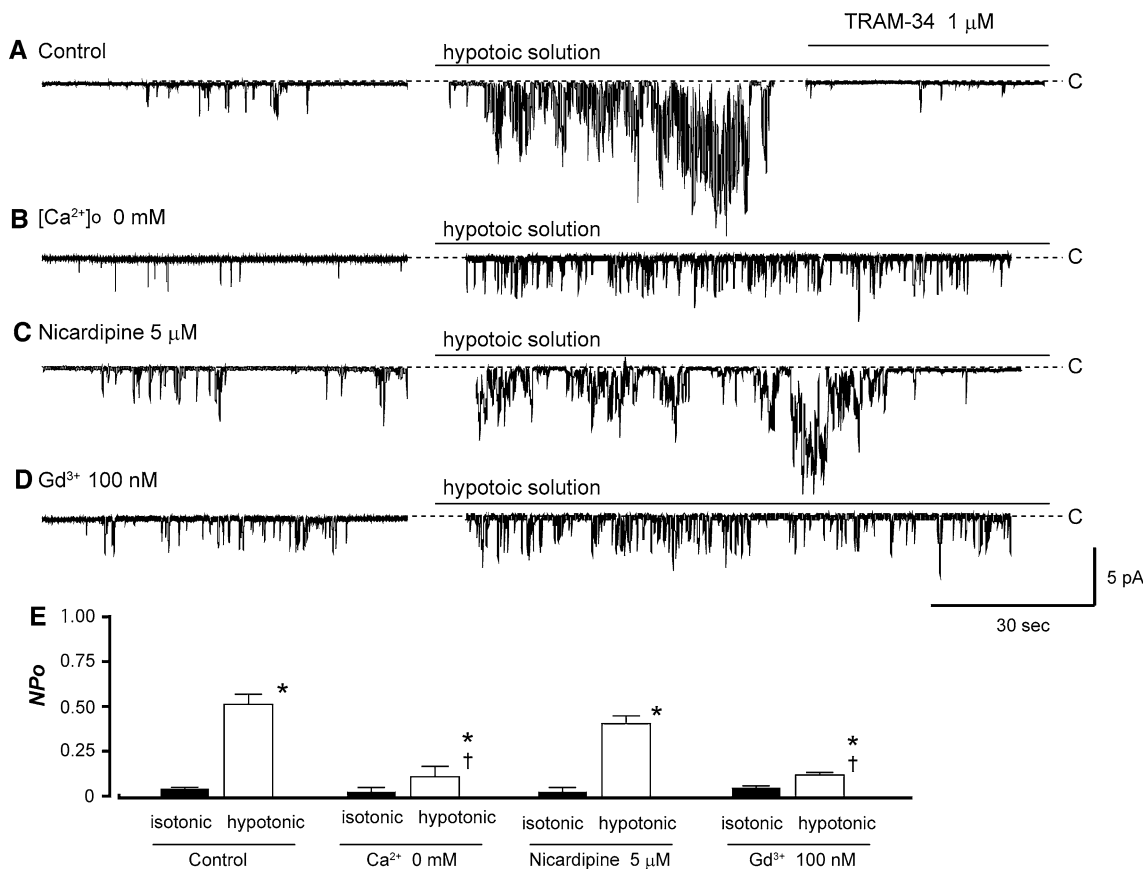 TRAM-34 1 μM
A Control
hypotoic solution
C
B [Ca²⁺]o 0 mM
hypotoic solution
C
C Nicardipine 5 μM
hypotoic solution
C
D Gd³⁺ 100 nM
hypotoic solution
C
5 pA
30 sec
E
NPo
1.00
0.75
0.50
0.25
0
*
*
†
*
*
†
isotonic hypotonic isotonic hypotonic isotonic hypotonic isotonic hypotonic
Control Ca²⁺ 0 mM Nicardipine 5 μM Gd³⁺ 100 nM